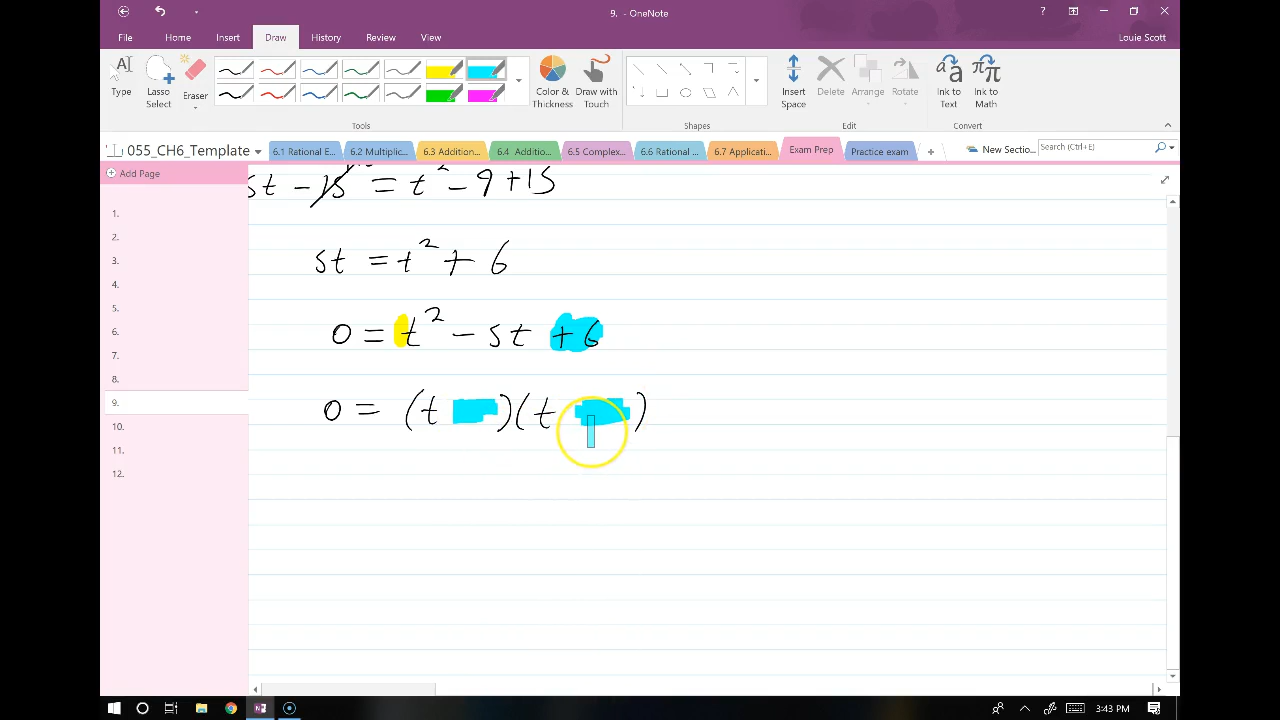 9. - OneNote
?
File Home Insert Draw History Review View
Louie Scott
Type
Lasso Select
Eraser
Color & Thickness
Draw with Touch
Insert Space
Delete
Arrange
Rotate
Ink to Text
Ink to Math
Tools
Shapes
Edit
Convert
055_CH6_Template
6.1 Rational E...
6.2 Multiplic...
6.3 Addition...
6.4 Additio...
6.5 Complex...
6.6 Rational ...
6.7 Applicati...
Exam Prep
Practice exam
+
New Sectio...
Search (Ctrl+E)
Add Page
1.
2.
3.
4.
5.
6.
7.
8.
9.
10.
11.
12.
5t - 15 = t² - 9 + 15
5t = t² + 6
0 = t² - 5t + 6
0 = (t )(t )
3:43 PM